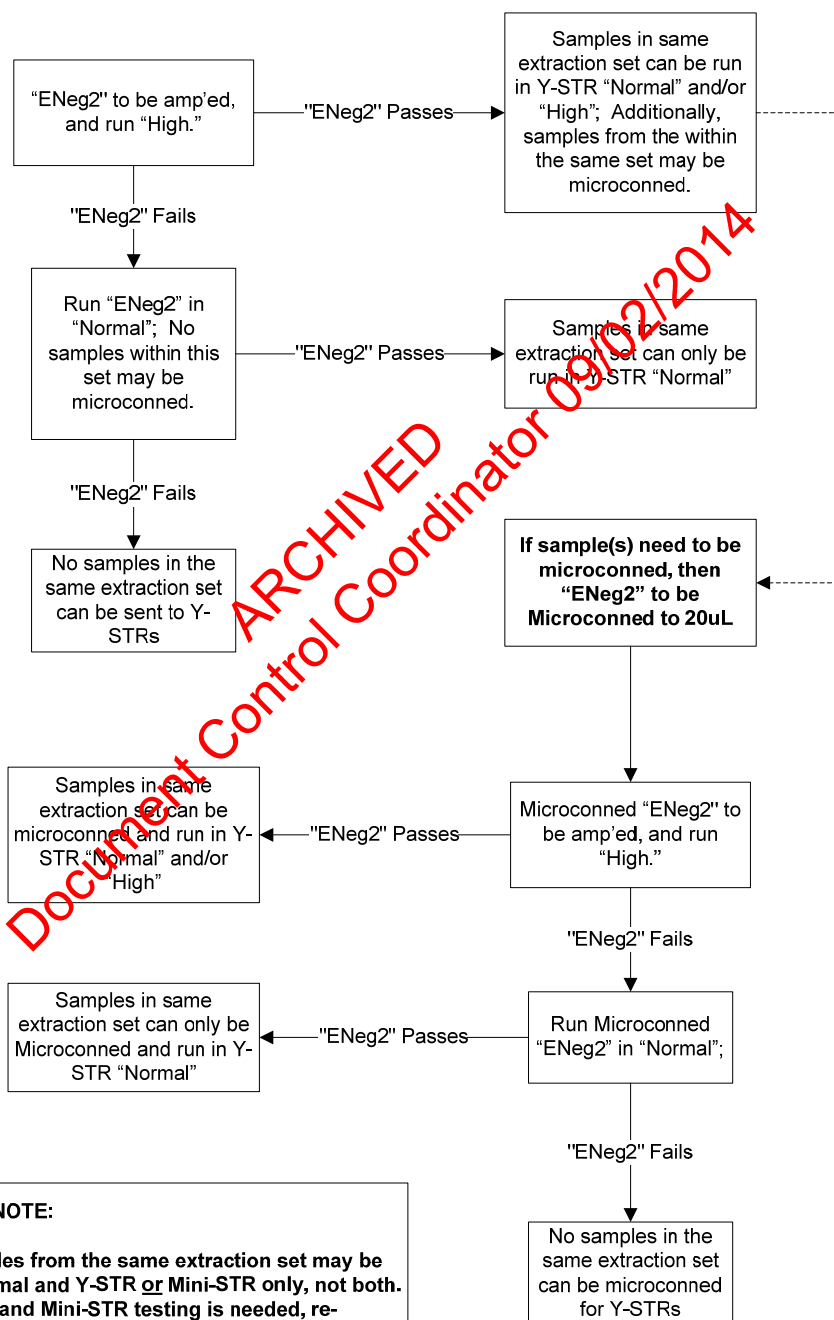 “ENeg2" to be amp’ed,
and run “High.”
"ENeg2" Passes
Samples in same
extraction set can be run
in Y-STR “Normal” and/or
“High”;  Additionally,
samples from the within
the same set may be
microconned.
"ENeg2" Fails
Run “ENeg2” in
“Normal”;  No
samples within this
set may be
microconned.
"ENeg2" Passes
Samples in same
extraction set can only be
run in Y-STR “Normal”
"ENeg2" Fails
No samples in the
same extraction set
can be sent to Y-
STRs
ARCHIVED
Document Control Coordinator 09/02/2014
If sample(s) need to be
microconned, then
“ENeg2” to be
Microconned to 20uL
Microconned “ENeg2" to
be amp’ed, and run
“High.”
"ENeg2" Passes
Samples in same
extraction set can be
microconned and run in Y-
STR “Normal” and/or
“High”
"ENeg2" Fails
Run Microconned
“ENeg2” in “Normal”;
"ENeg2" Passes
Samples in same
extraction set can only be
Microconned and run in Y-
STR “Normal”
"ENeg2" Fails
No samples in the
same extraction set
can be microconned
for Y-STRs
NOTE:
les from the same extraction set may be
mal and Y-STR or Mini-STR only, not both.
and Mini-STR testing is needed, re-